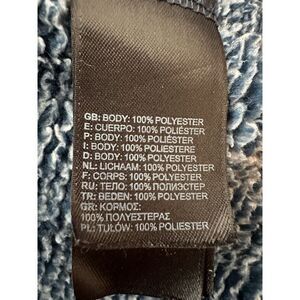 GB: BODY: 100% POLYESTER
E: CUERPO: 100% POLIÉSTER
P: BODY: 100% POLIÉSTER
I: BODY: 100% POLIESTERE
D: BODY: 100% POLYESTER
NL: LICHAAM: 100% POLYESTER
F: CORPS: 100% POLYESTER
RU: ТЕЛО: 100% ПОЛИЭСТЕР
TR: BEDEN: 100% POLYESTER
GR: ΚΟΡΜΟΣ:
100% ΠΟΛΥΕΣΤΕΡΑΣ
PL: TUŁÓW: 100% POLIESTER